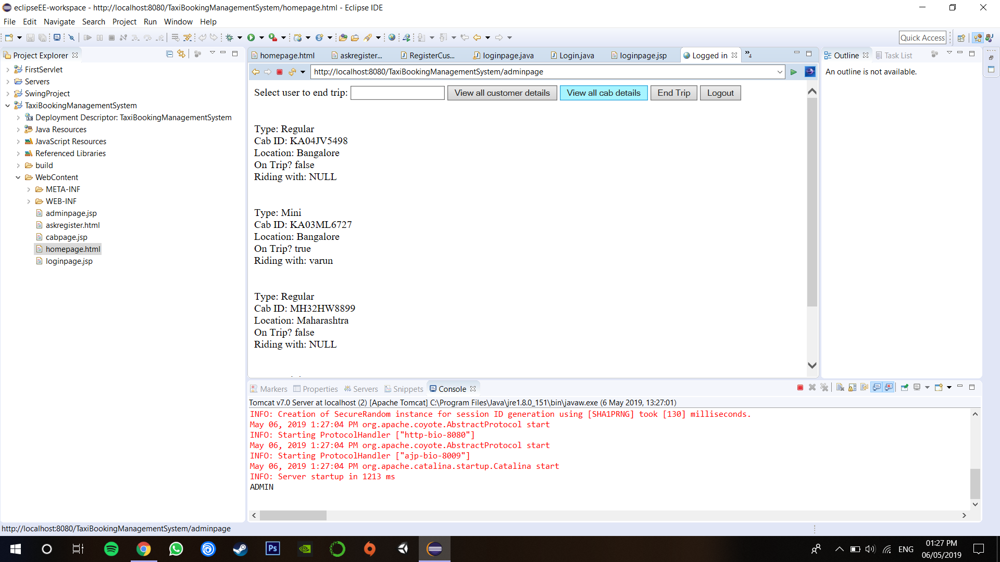 eclipseEE-workspace - http://localhost:8080/TaxiBookingManagementSystem/homepage.html - Eclipse IDE
File Edit Navigate Search Project Run Window Help
Quick Access
Project Explorer
FirstServlet
Servers
SwingProject
TaxiBookingManagementSystem
Deployment Descriptor: TaxiBookingManagementSystem
Java Resources
JavaScript Resources
Referenced Libraries
build
WebContent
META-INF
WEB-INF
adminpage.jsp
askregister.html
cabpage.jsp
homepage.html
loginpage.jsp
homepage.html askregister... RegisterCus... loginpage.java Login.java loginpage.jsp Logged in »4
http://localhost:8080/TaxiBookingManagementSystem/adminpage
Select user to end trip: View all customer details View all cab details End Trip Logout
Type: Regular
Cab ID: KA04JV5498
Location: Bangalore
On Trip? false
Riding with: NULL
Type: Mini
Cab ID: KA03ML6727
Location: Bangalore
On Trip? true
Riding with: varun
Type: Regular
Cab ID: MH32HW8899
Location: Maharashtra
On Trip? false
Riding with: NULL
Outline Task List
An outline is not available.
Markers Properties Servers Snippets Console
Tomcat v7.0 Server at localhost (2) [Apache Tomcat] C:\Program Files\Java\jre1.8.0_151\bin\javaw.exe (6 May 2019, 13:27:01)
INFO: Creation of SecureRandom instance for session ID generation using [SHA1PRNG] took [130] milliseconds.
May 06, 2019 1:27:04 PM org.apache.coyote.AbstractProtocol start
INFO: Starting ProtocolHandler ["http-bio-8080"]
May 06, 2019 1:27:04 PM org.apache.coyote.AbstractProtocol start
INFO: Starting ProtocolHandler ["ajp-bio-8009"]
May 06, 2019 1:27:04 PM org.apache.catalina.startup.Catalina start
INFO: Server startup in 1213 ms
ADMIN
http://localhost:8080/TaxiBookingManagementSystem/adminpage
Ps
ENG
01:27 PM
06/05/2019